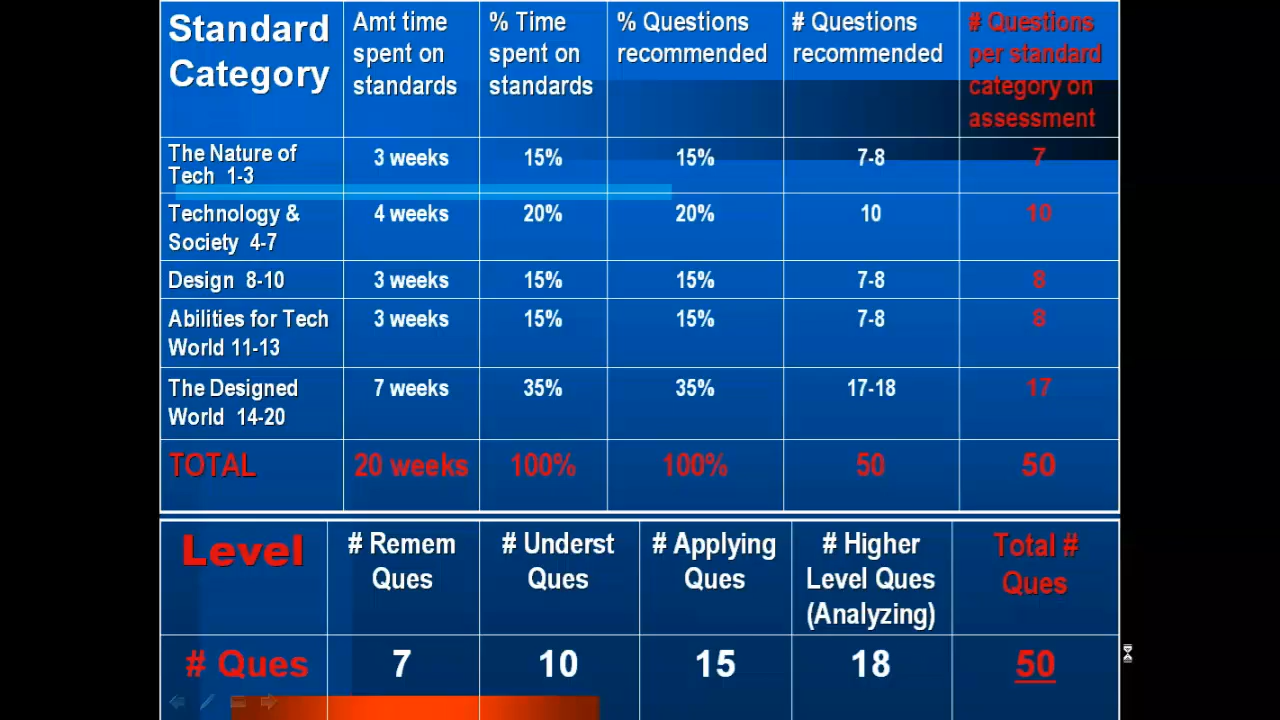 Standard Category
Amt time spent on standards
% Time spent on standards
% Questions recommended
# Questions recommended
# Questions per standard category on assessment
The Nature of Tech 1-3
3 weeks
15%
15%
7-8
7
Technology & Society 4-7
4 weeks
20%
20%
10
10
Design 8-10
3 weeks
15%
15%
7-8
8
Abilities for Tech World 11-13
3 weeks
15%
15%
7-8
8
The Designed World 14-20
7 weeks
35%
35%
17-18
17
TOTAL
20 weeks
100%
100%
50
50
Level
# Remem Ques
# Underst Ques
# Applying Ques
# Higher Level Ques (Analyzing)
Total # Ques
# Ques
7
10
15
18
50